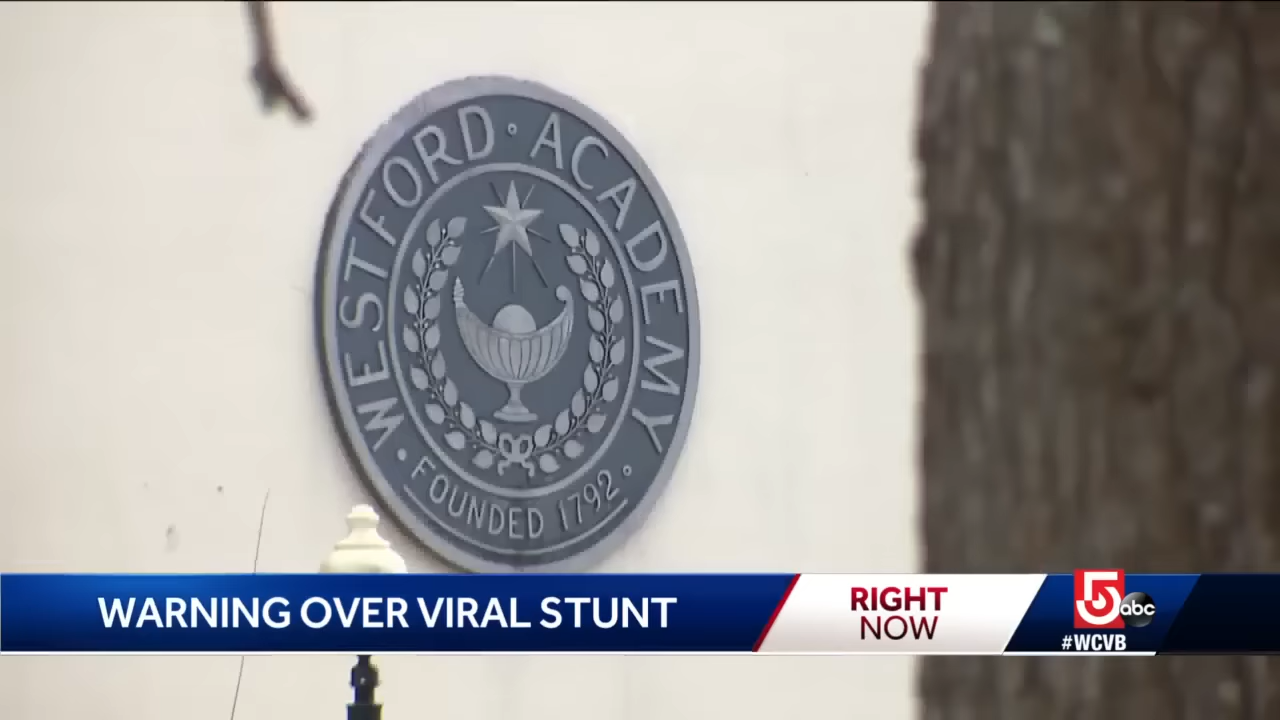 WESTFORD · ACADEMY
· FOUNDED 1792 ·
WARNING OVER VIRAL STUNT
RIGHT
NOW
5
abc
#WCVB